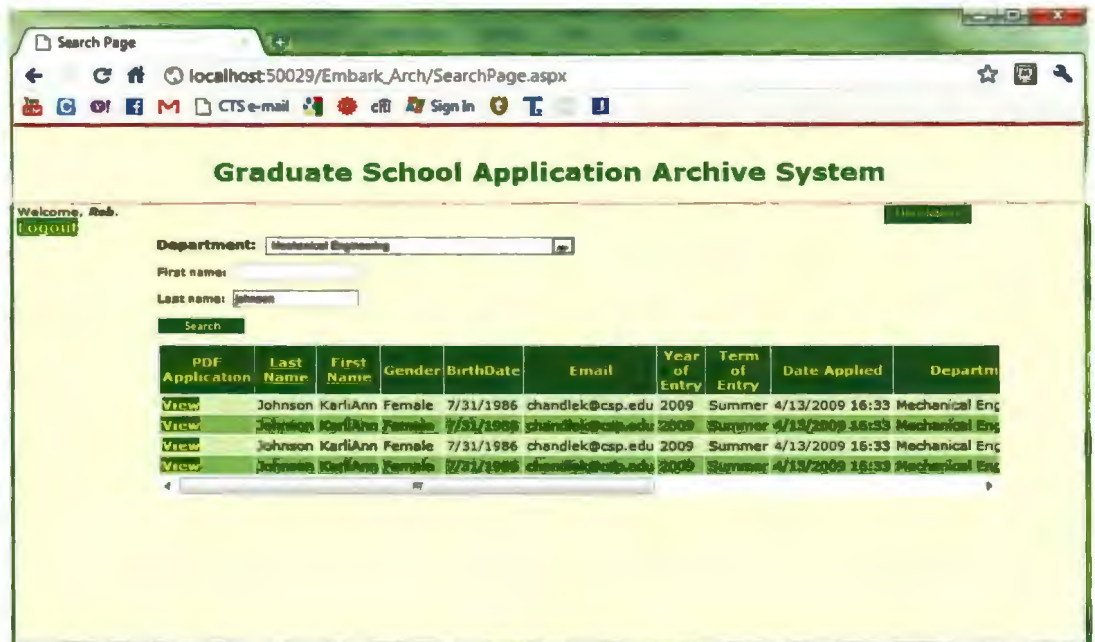 Search Page
localhost:50029/Embark_Arch/SearchPage.aspx
CTS e-mail citi Sign In
Graduate School Application Archive System
Welcome, Rob.
Logout
Department: Mechanical Engineering
First name:
Last name: johnson
Search
PDF Application Last Name First Name Gender BirthDate Email Year of Entry Term of Entry Date Applied Departm
View Johnson KarliAnn Female 7/31/1986 chandlek@csp.edu 2009 Summer 4/13/2009 16:33 Mechanical Eng
View Johnson KarliAnn Female 7/31/1986 chandlek@csp.edu 2009 Summer 4/13/2009 16:33 Mechanical Eng
View Johnson KarliAnn Female 7/31/1986 chandlek@csp.edu 2009 Summer 4/13/2009 16:33 Mechanical Eng
View Johnson KarliAnn Female 7/31/1986 chandlek@csp.edu 2009 Summer 4/13/2009 16:33 Mechanical Eng